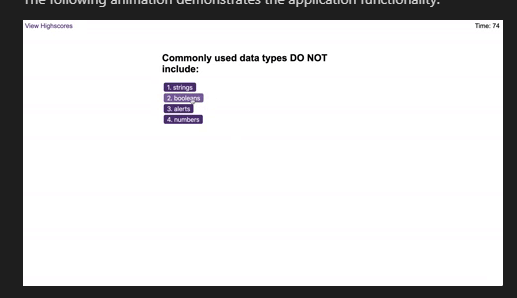 The following animation demonstrates the application functionality:
View Highscores
Time: 74
Commonly used data types DO NOT
include:
1. strings
2. booleans
3. alerts
4. numbers